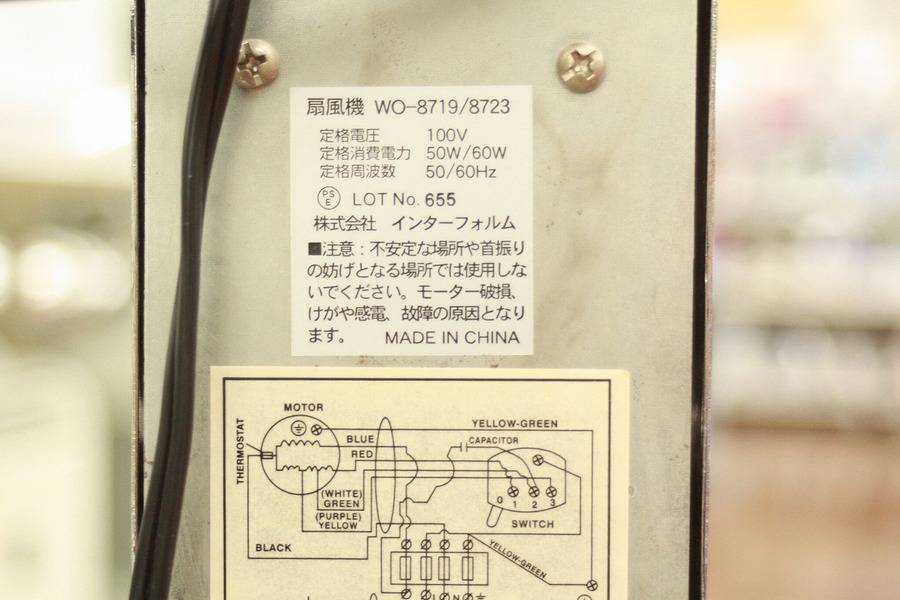 扇風機 WO-8719/8723
定格電圧 100V
定格消費電力 50W/60W
定格周波数 50/60Hz
PSE LOT No. 655
株式会社 インターフォルム
■注意：不安定な場所や首振り
の妨げとなる場所では使用しな
いでください。モーター破損、
けがや感電、故障の原因となり
ます。 MADE IN CHINA
MOTOR
THERMOSTAT
BLUE
RED
(WHITE)
GREEN
(PURPLE)
YELLOW
BLACK
YELLOW-GREEN
CAPACITOR
0 1 2 3
SWITCH
YELLOW-GREEN
L N